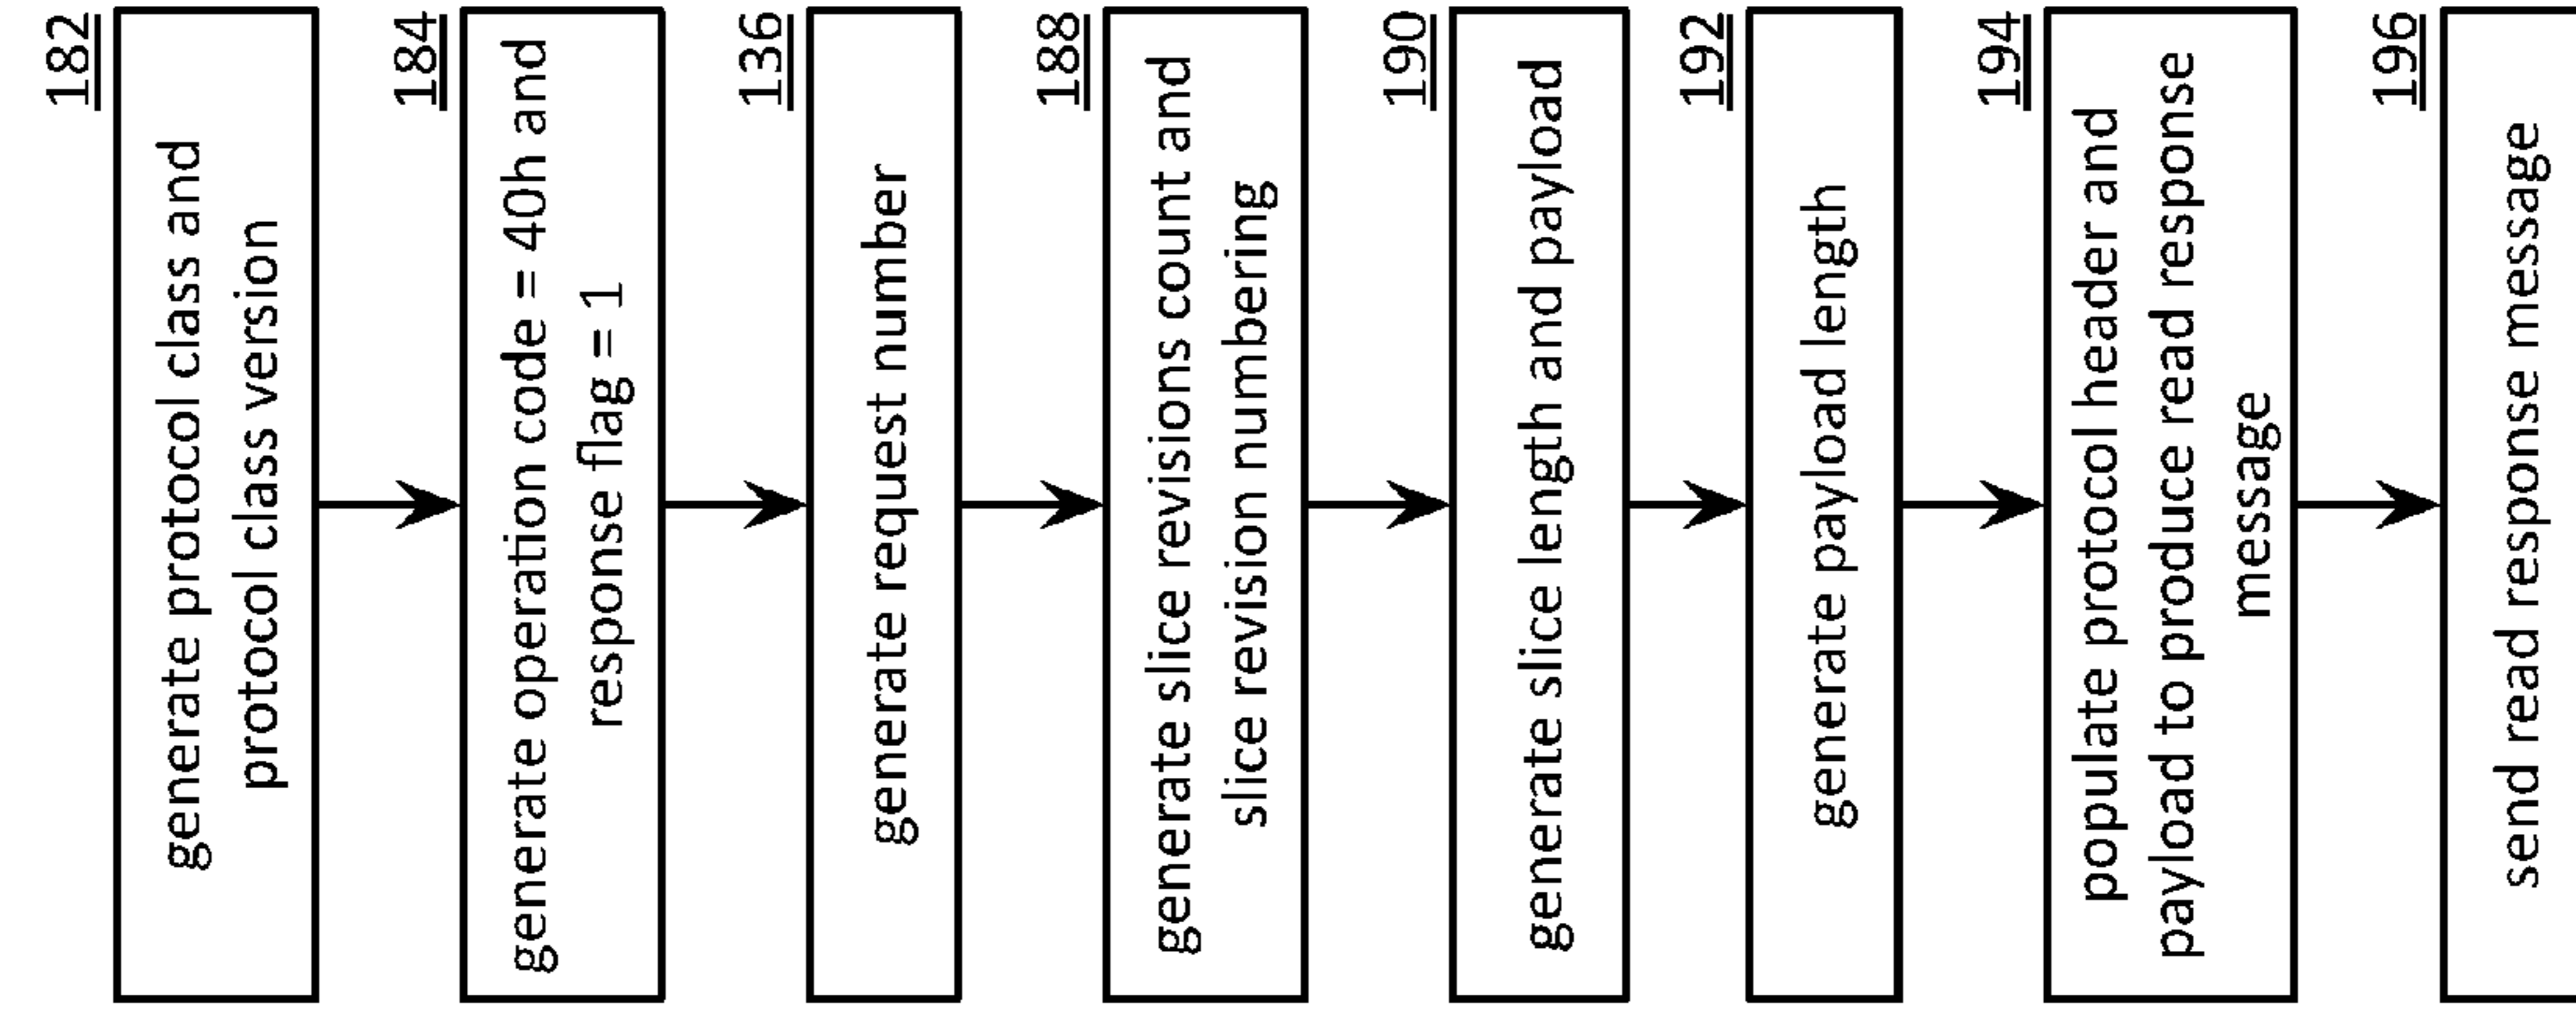 182
generate protocol class and
protocol class version
184
generate operation code = 40h and
response flag = 1
136
generate request number
188
generate slice revisions count and
slice revision numbering
190
generate slice length and payload
192
generate payload length
194
populate protocol header and
payload to produce read response
message
196
send read response message